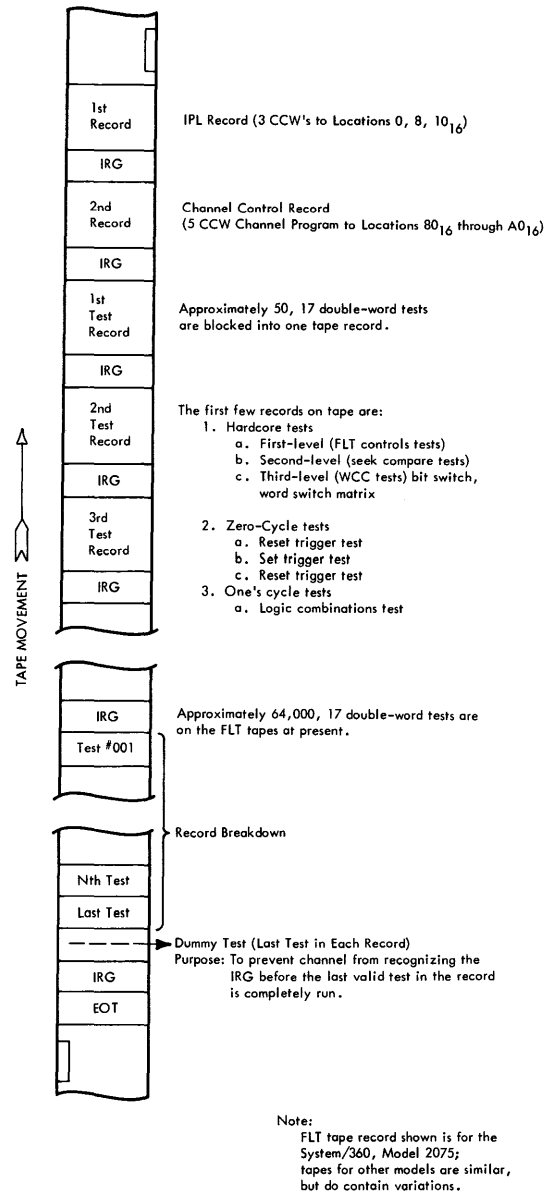 1st
Record
IPL Record (3 CCW's to Locations 0, 8, 10₁₆)
IRG
2nd
Record
Channel Control Record
(5 CCW Channel Program to Locations 80₁₆ through A0₁₆)
IRG
1st
Test
Record
Approximately 50, 17 double-word tests
are blocked into one tape record.
IRG
2nd
Test
Record
The first few records on tape are:
1. Hardcore tests
a. First-level (FLT controls tests)
b. Second-level (seek compare tests)
c. Third-level (WCC tests) bit switch,
word switch matrix
IRG
3rd
Test
Record
2. Zero-Cycle tests
a. Reset trigger test
b. Set trigger test
c. Reset trigger test
3. One's cycle tests
a. Logic combinations test
IRG
TAPE MOVEMENT
IRG
Approximately 64,000, 17 double-word tests are
on the FLT tapes at present.
Test #001
Record Breakdown
Nth Test
Last Test
Dummy Test (Last Test in Each Record)
Purpose: To prevent channel from recognizing the
IRG before the last valid test in the record
is completely run.
IRG
EOT
Note:
FLT tape record shown is for the
System/360, Model 2075;
tapes for other models are similar,
but do contain variations.